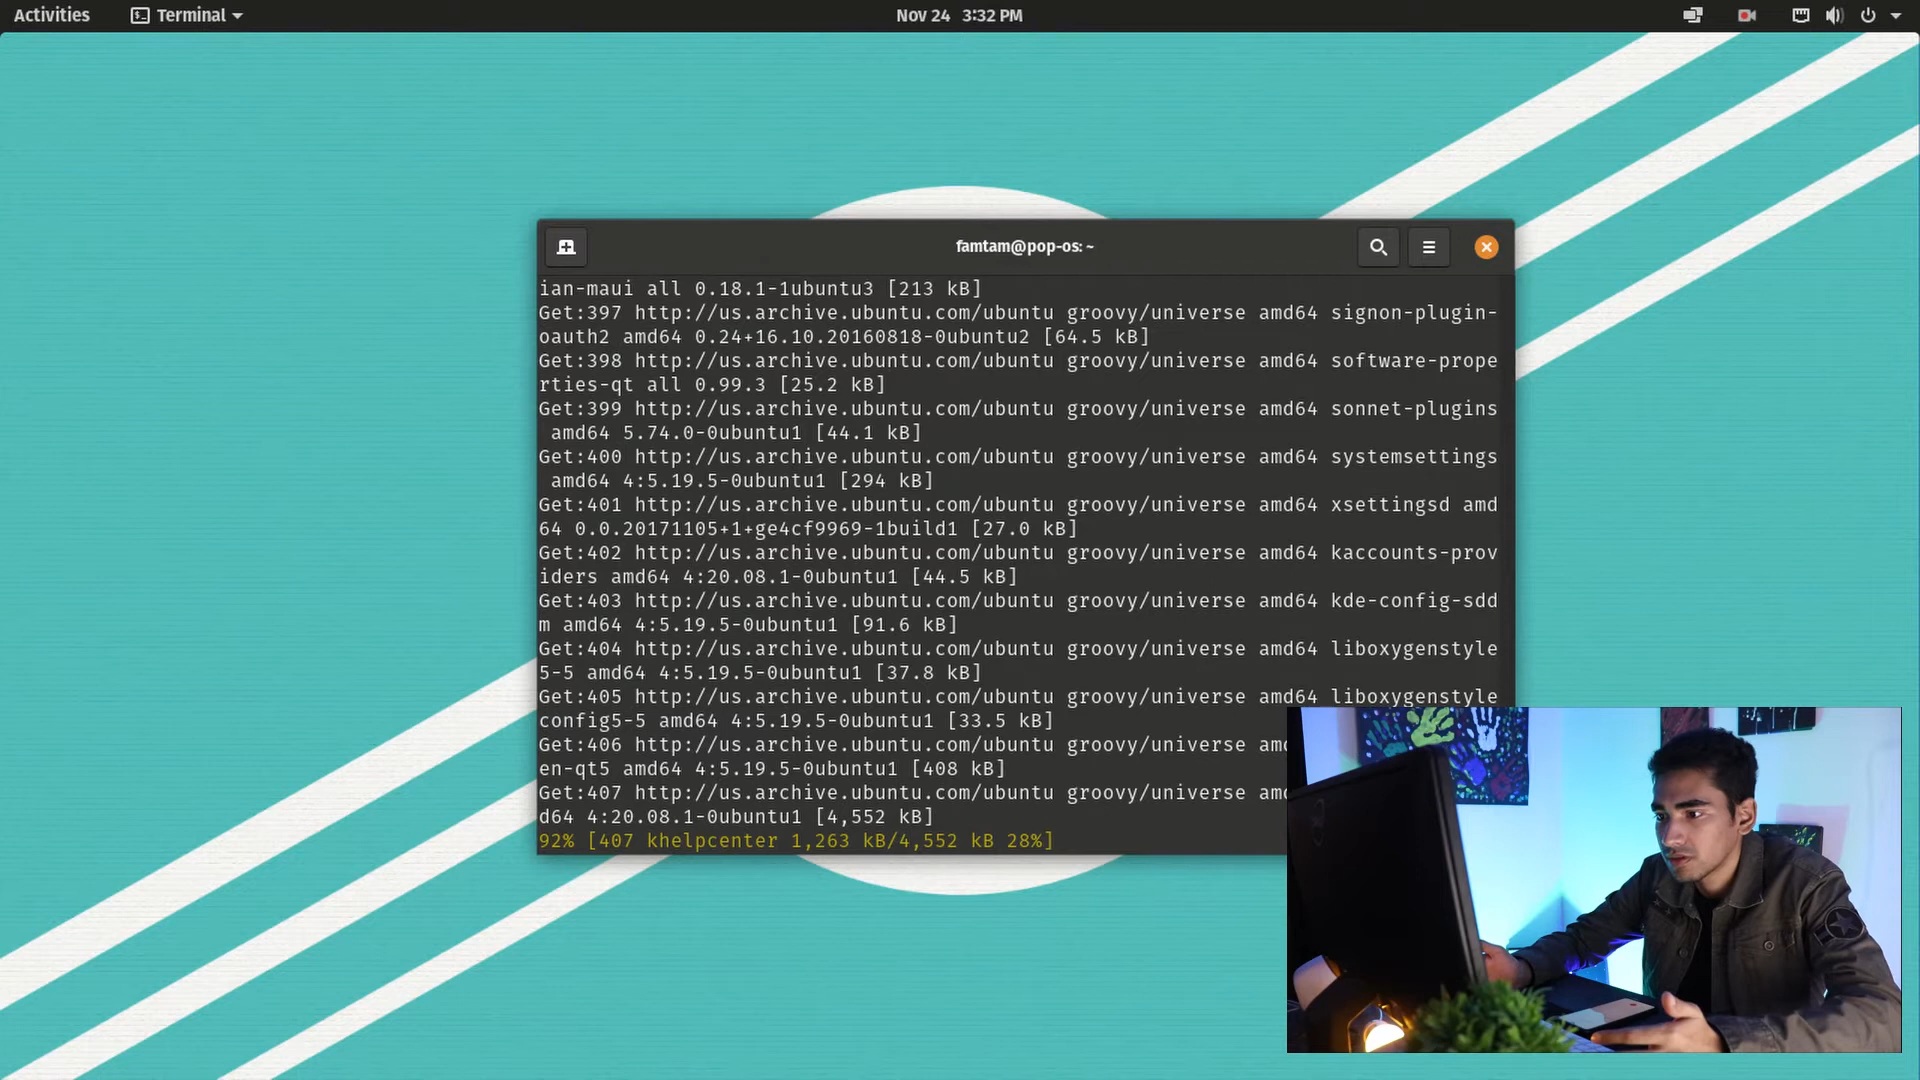 Activities Terminal Nov 24 3:32 PM
famtam@pop-os: ~
ian-maui all 0.18.1-1ubuntu3 [213 kB]
Get:397 http://us.archive.ubuntu.com/ubuntu groovy/universe amd64 signon-plugin-
oauth2 amd64 0.24+16.10.20160818-0ubuntu2 [64.5 kB]
Get:398 http://us.archive.ubuntu.com/ubuntu groovy/universe amd64 software-prope
rties-qt all 0.99.3 [25.2 kB]
Get:399 http://us.archive.ubuntu.com/ubuntu groovy/universe amd64 sonnet-plugins
 amd64 5.74.0-0ubuntu1 [44.1 kB]
Get:400 http://us.archive.ubuntu.com/ubuntu groovy/universe amd64 systemsettings
 amd64 4:5.19.5-0ubuntu1 [294 kB]
Get:401 http://us.archive.ubuntu.com/ubuntu groovy/universe amd64 xsettingsd amd
64 0.0.20171105+1+ge4cf9969-1build1 [27.0 kB]
Get:402 http://us.archive.ubuntu.com/ubuntu groovy/universe amd64 kaccounts-prov
iders amd64 4:20.08.1-0ubuntu1 [44.5 kB]
Get:403 http://us.archive.ubuntu.com/ubuntu groovy/universe amd64 kde-config-sdd
m amd64 4:5.19.5-0ubuntu1 [91.6 kB]
Get:404 http://us.archive.ubuntu.com/ubuntu groovy/universe amd64 liboxygenstyle
5-5 amd64 4:5.19.5-0ubuntu1 [37.8 kB]
Get:405 http://us.archive.ubuntu.com/ubuntu groovy/universe amd64 liboxygenstyle
config5-5 amd64 4:5.19.5-0ubuntu1 [33.5 kB]
Get:406 http://us.archive.ubuntu.com/ubuntu groovy/universe am
en-qt5 amd64 4:5.19.5-0ubuntu1 [408 kB]
Get:407 http://us.archive.ubuntu.com/ubuntu groovy/universe am
d64 4:20.08.1-0ubuntu1 [4,552 kB]
92% [407 khelpcenter 1,263 kB/4,552 kB 28%]